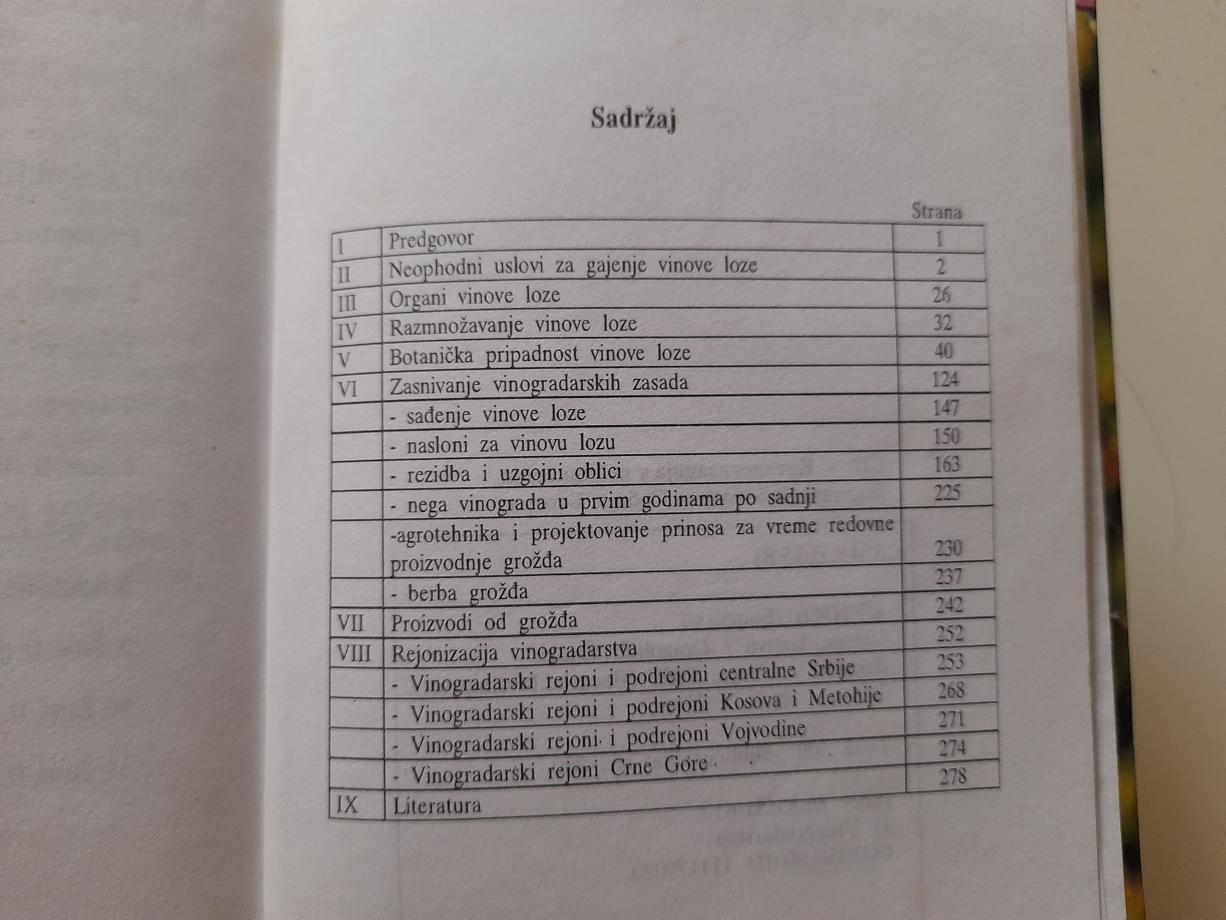 Sadržaj
Strana
I Predgovor 1
II Neophodni uslovi za gajenje vinove loze 2
III Organi vinove loze 26
IV Razmnožavanje vinove loze 32
V Botanička pripadnost vinove loze 40
VI Zasnivanje vinogradarskih zasada 124
- sađenje vinove loze 147
- nasloni za vinovu lozu 150
- rezidba i uzgojni oblici 163
- nega vinograda u prvim godinama po sadnji 225
-agrotehnika i projektovanje prinosa za vreme redovne
proizvodnje grožđa 230
- berba grožđa 237
VII Proizvodi od grožđa 242
VIII Rejonizacija vinogradarstva 252
- Vinogradarski rejoni i podrejoni centralne Srbije 253
- Vinogradarski rejoni i podrejoni Kosova i Metohije 268
- Vinogradarski rejoni i podrejoni Vojvodine 271
- Vinogradarski rejoni Crne Gore 274
IX Literatura 278